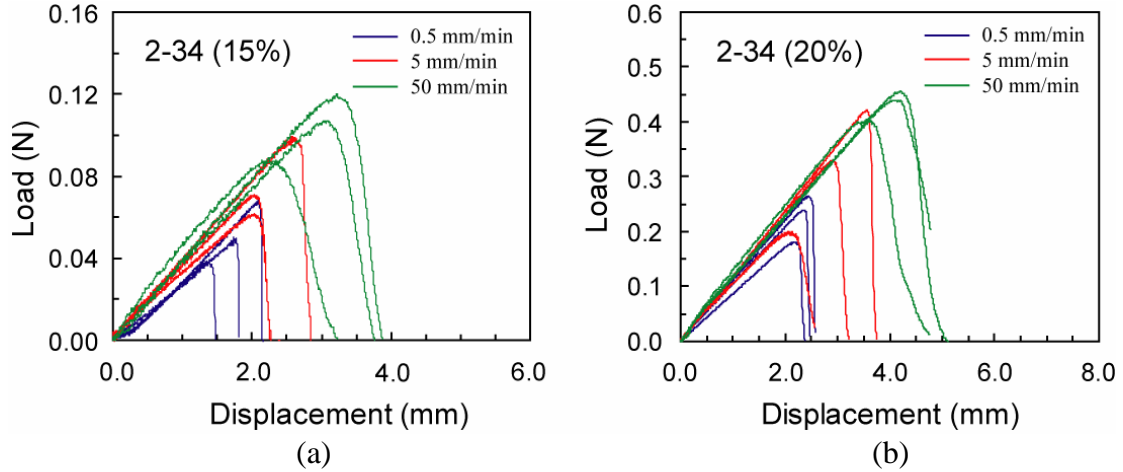 2-34 (15%)
0.5 mm/min
5 mm/min
50 mm/min
0.16
0.12
0.08
0.04
0.00
Load (N)
0.0
2.0
4.0
6.0
Displacement (mm)
(a)
2-34 (20%)
0.5 mm/min
5 mm/min
50 mm/min
0.6
0.5
0.4
0.3
0.2
0.1
0.0
Load (N)
0.0
2.0
4.0
6.0
8.0
Displacement (mm)
(b)